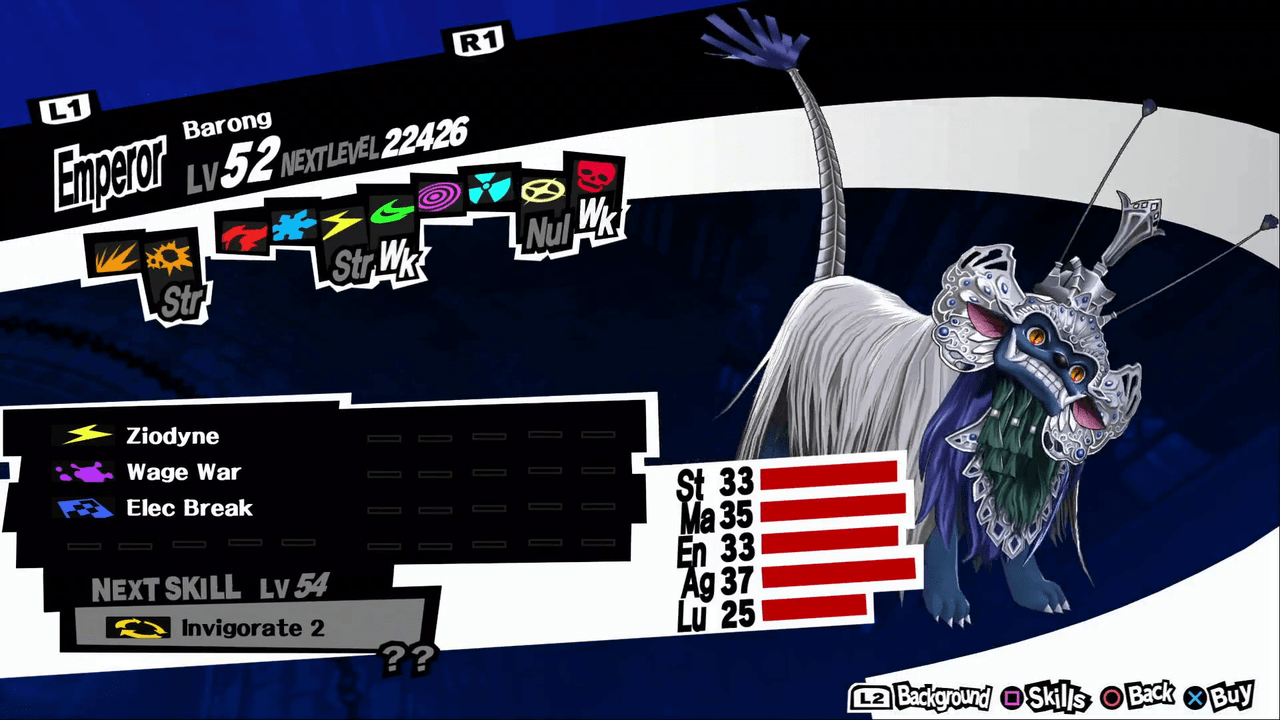 L1
R1
Emperor
Barong
LV 52 NEXT LEVEL 22426
Str
Str
Wk
Nul
Wk
Ziodyne
Wage War
Elec Break
NEXT SKILL LV 54
Invigorate 2
??
St 33
Ma 35
En 33
Ag 37
Lu 25
L2 Background Skills Back Buy